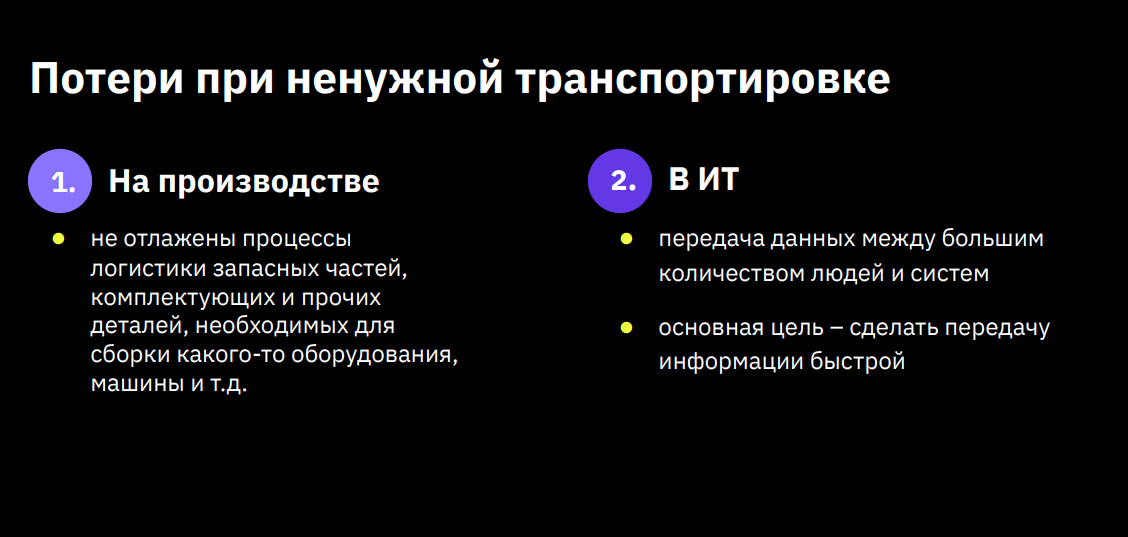 Потери при ненужной транспортировке
1. На производстве
не отлажены процессы
логистики запасных частей,
комплектующих и прочих
деталей, необходимых для
сборки какого-то оборудования,
машины и т.д.
2. В ИТ
передача данных между большим
количеством людей и систем
основная цель – сделать передачу
информации быстрой